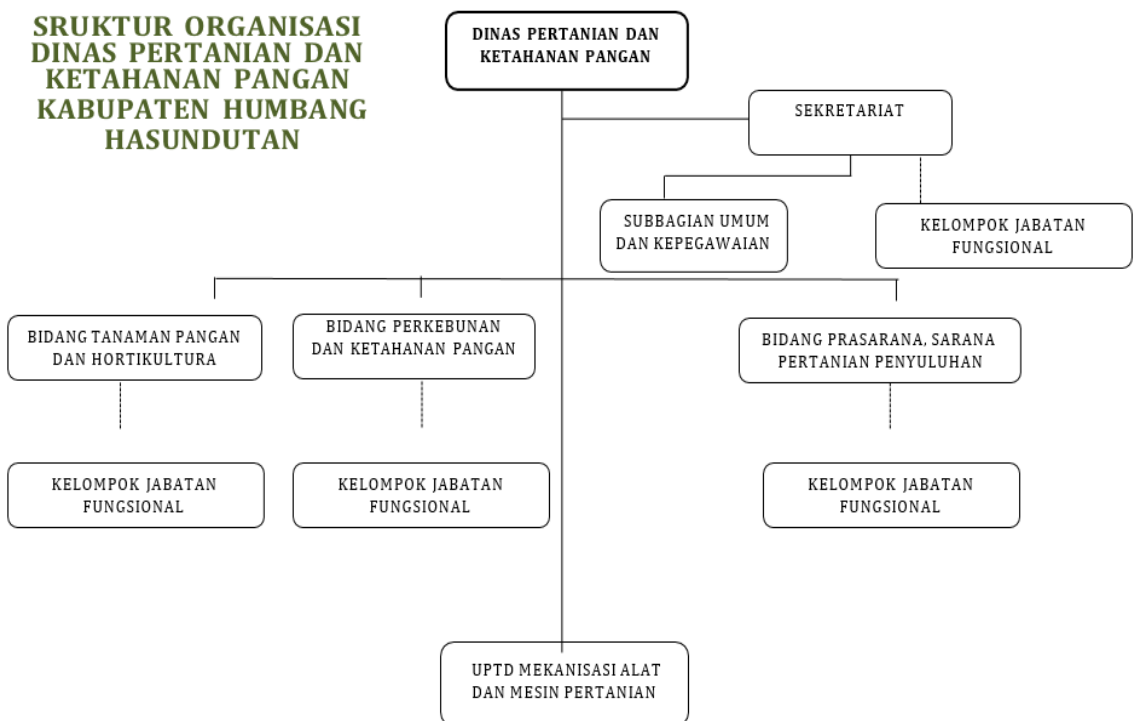 SRUKTUR ORGANISASI
DINAS PERTANIAN DAN
KETAHANAN PANGAN
KABUPATEN HUMBANG
HASUNDUTAN
DINAS PERTANIAN DAN
KETAHANAN PANGAN
SEKRETARIAT
SUBBAGIAN UMUM
DAN KEPEGAWAIAN
KELOMPOK JABATAN
FUNGSIONAL
BIDANG TANAMAN PANGAN
DAN HORTIKULTURA
BIDANG PERKEBUNAN
DAN KETAHANAN PANGAN
BIDANG PRASARANA, SARANA
PERTANIAN PENYULUHAN
KELOMPOK JABATAN
FUNGSIONAL
KELOMPOK JABATAN
FUNGSIONAL
KELOMPOK JABATAN
FUNGSIONAL
UPTD MEKANISASI ALAT
DAN MESIN PERTANIAN